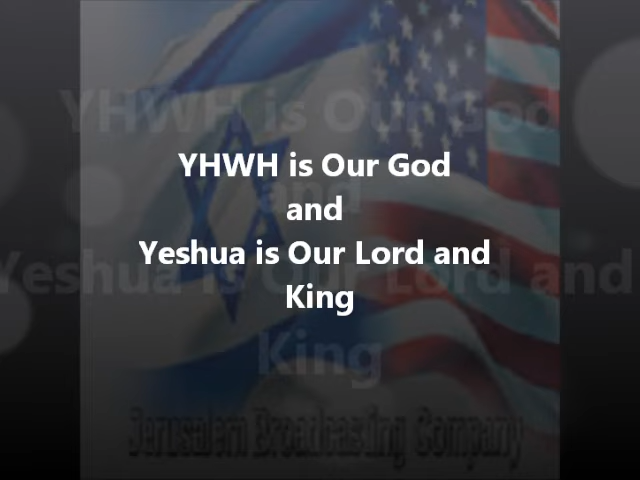 YHWH is Our God
and
Yeshua is Our Lord and
King
Jerusalem Broadcasting Company